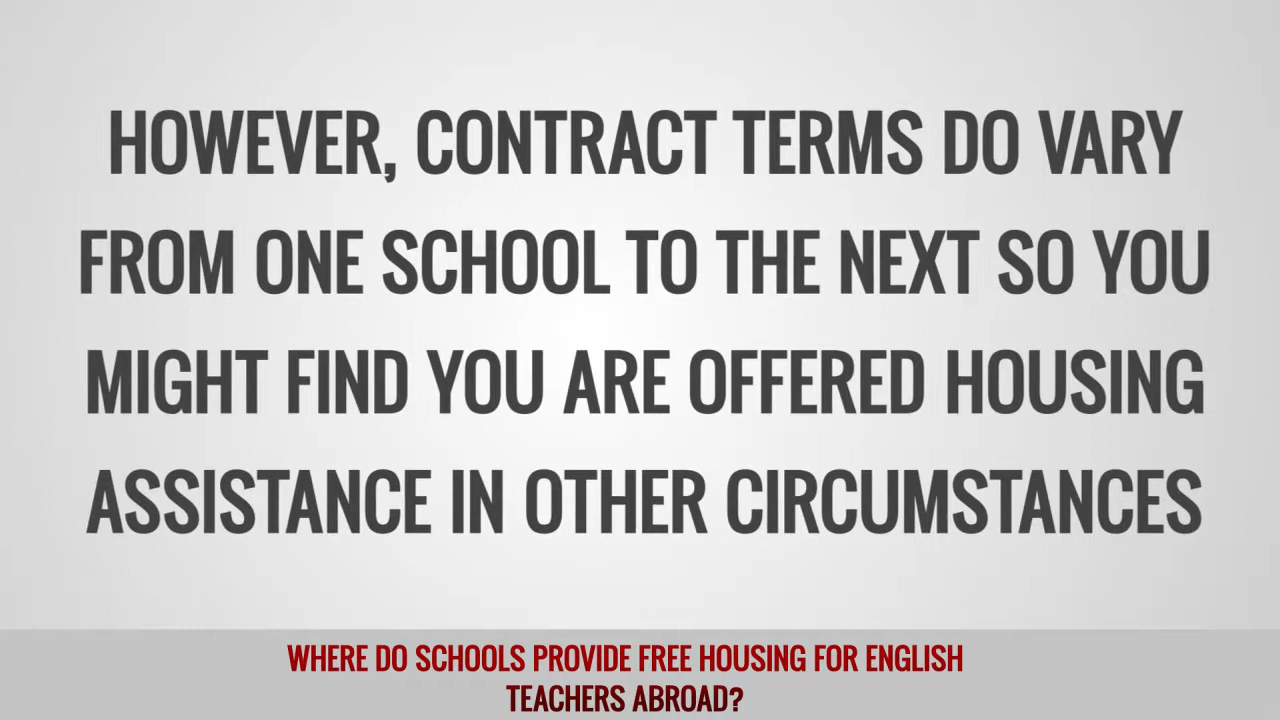 HOWEVER, CONTRACT TERMS DO VARY
FROM ONE SCHOOL TO THE NEXT SO YOU
MIGHT FIND YOU ARE OFFERED HOUSING
ASSISTANCE IN OTHER CIRCUMSTANCES
WHERE DO SCHOOLS PROVIDE FREE HOUSING FOR ENGLISH
TEACHERS ABROAD?